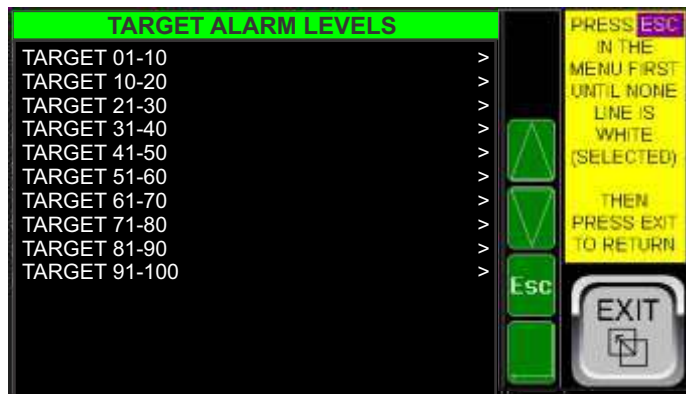 TARGET ALARM LEVELS
TARGET 01-10 >
TARGET 10-20 >
TARGET 21-30 >
TARGET 31-40 >
TARGET 41-50 >
TARGET 51-60 >
TARGET 61-70 >
TARGET 71-80 >
TARGET 81-90 >
TARGET 91-100 >
Esc
PRESS ESC
IN THE
MENU FIRST
UNTIL NONE
LINE IS
WHITE
(SELECTED)
THEN
PRESS EXIT
TO RETURN
EXIT